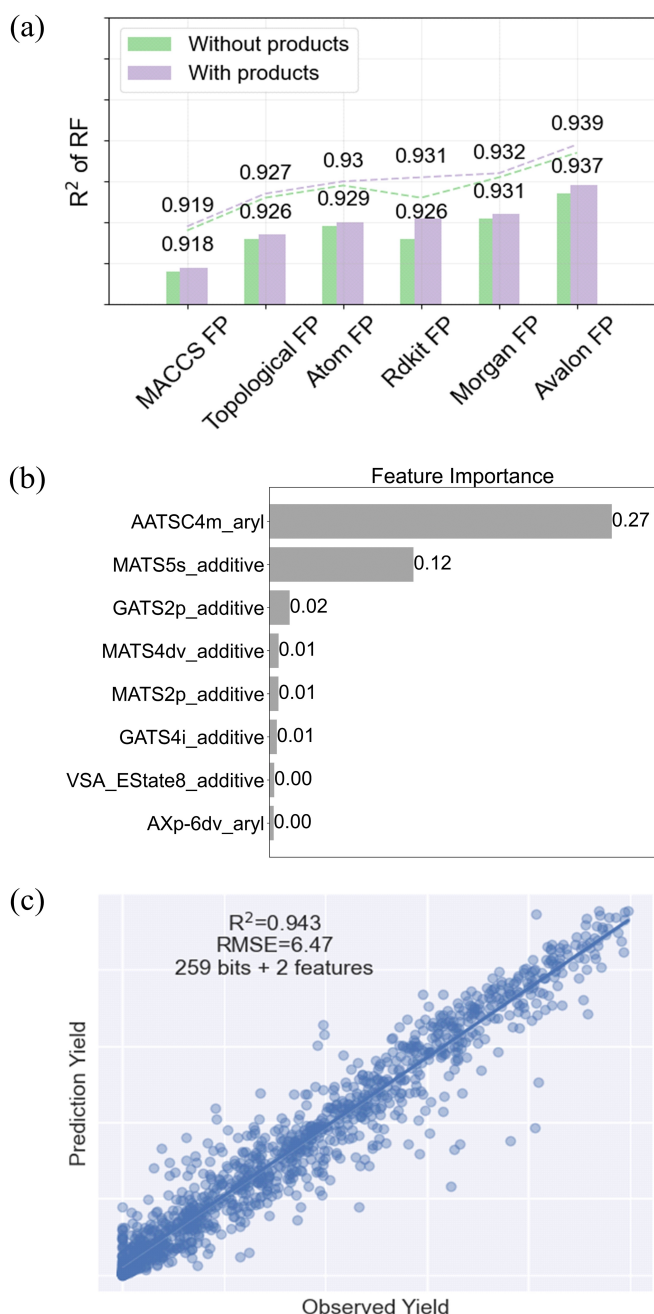 (a)
Without products
With products
R² of RF
0.919
0.918
0.927
0.926
0.93
0.929
0.931
0.926
0.932
0.931
0.939
0.937
MACCS FP
Topological FP
Atom FP
Rdkit FP
Morgan FP
Avalon FP
(b)
Feature Importance
AATSC4m_aryl
0.27
MATS5s_additive
0.12
GATS2p_additive
0.02
MATS4dv_additive
0.01
MATS2p_additive
0.01
GATS4i_additive
0.01
VSA_EState8_additive
0.00
AXp-6dv_aryl
0.00
(c)
R²=0.943
RMSE=6.47
259 bits + 2 features
Prediction Yield
Observed Yield